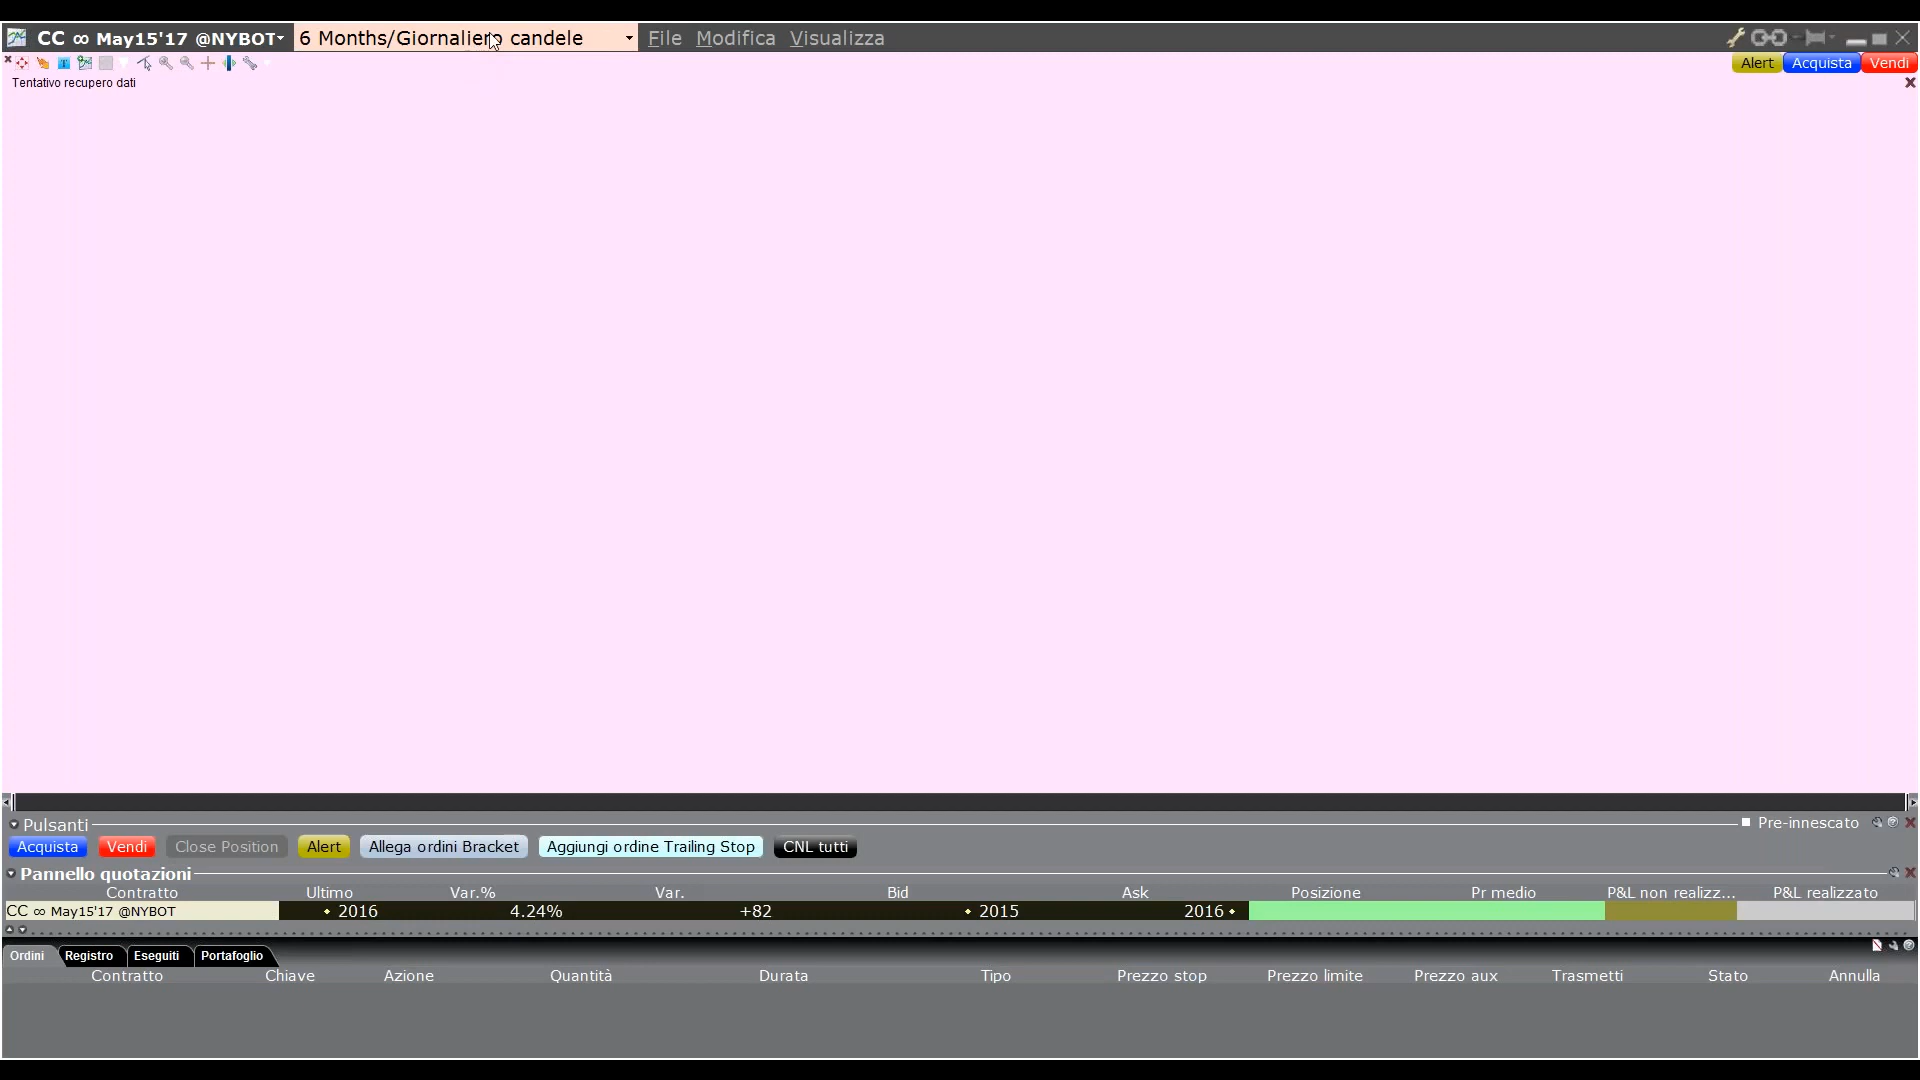 CC ∞ May15'17 @NYBOT 6 Months/Giornaliero candele File Modifica Visualizza
Alert Acquista Vendi
Tentativo recupero dati
Pulsanti Pre-innescato
Acquista Vendi Close Position Alert Allega ordini Bracket Aggiungi ordine Trailing Stop CNL tutti
Pannello quotazioni
Contratto Ultimo Var.% Var. Bid Ask Posizione Pr medio P&L non realizz... P&L realizzato
CC ∞ May15'17 @NYBOT 2016 4.24% +82 2015 2016
Ordini Registro Eseguiti Portafoglio
Contratto Chiave Azione Quantità Durata Tipo Prezzo stop Prezzo limite Prezzo aux Trasmetti Stato Annulla